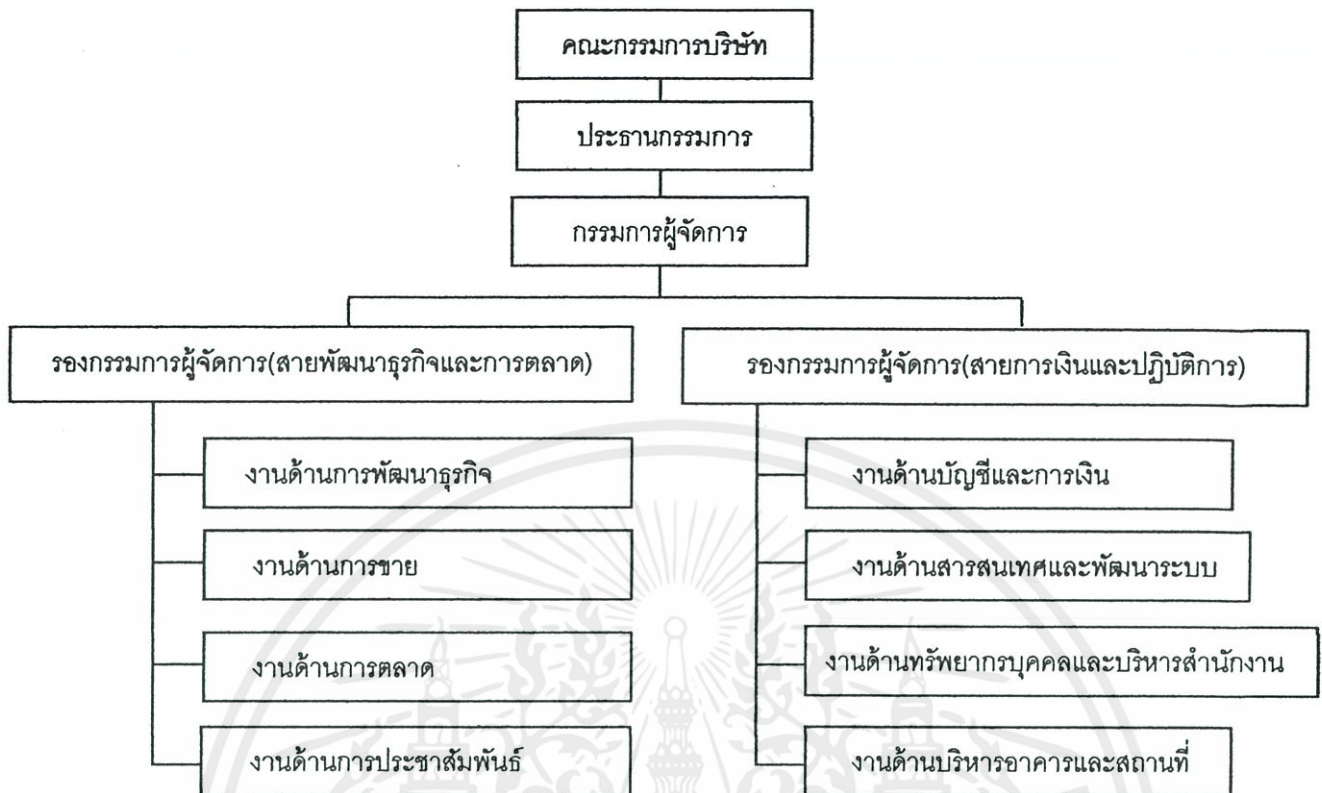 คณะกรรมการบริษัท
ประธานกรรมการ
กรรมการผู้จัดการ
รองกรรมการผู้จัดการ(สายพัฒนาธุรกิจและการตลาด)
งานด้านการพัฒนาธุรกิจ
งานด้านการขาย
งานด้านการตลาด
งานด้านการประชาสัมพันธ์
รองกรรมการผู้จัดการ(สายการเงินและปฏิบัติการ)
งานด้านบัญชีและการเงิน
งานด้านสารสนเทศและพัฒนาระบบ
งานด้านทรัพยากรบุคคลและบริหารสำนักงาน
งานด้านบริหารอาคารและสถานที่